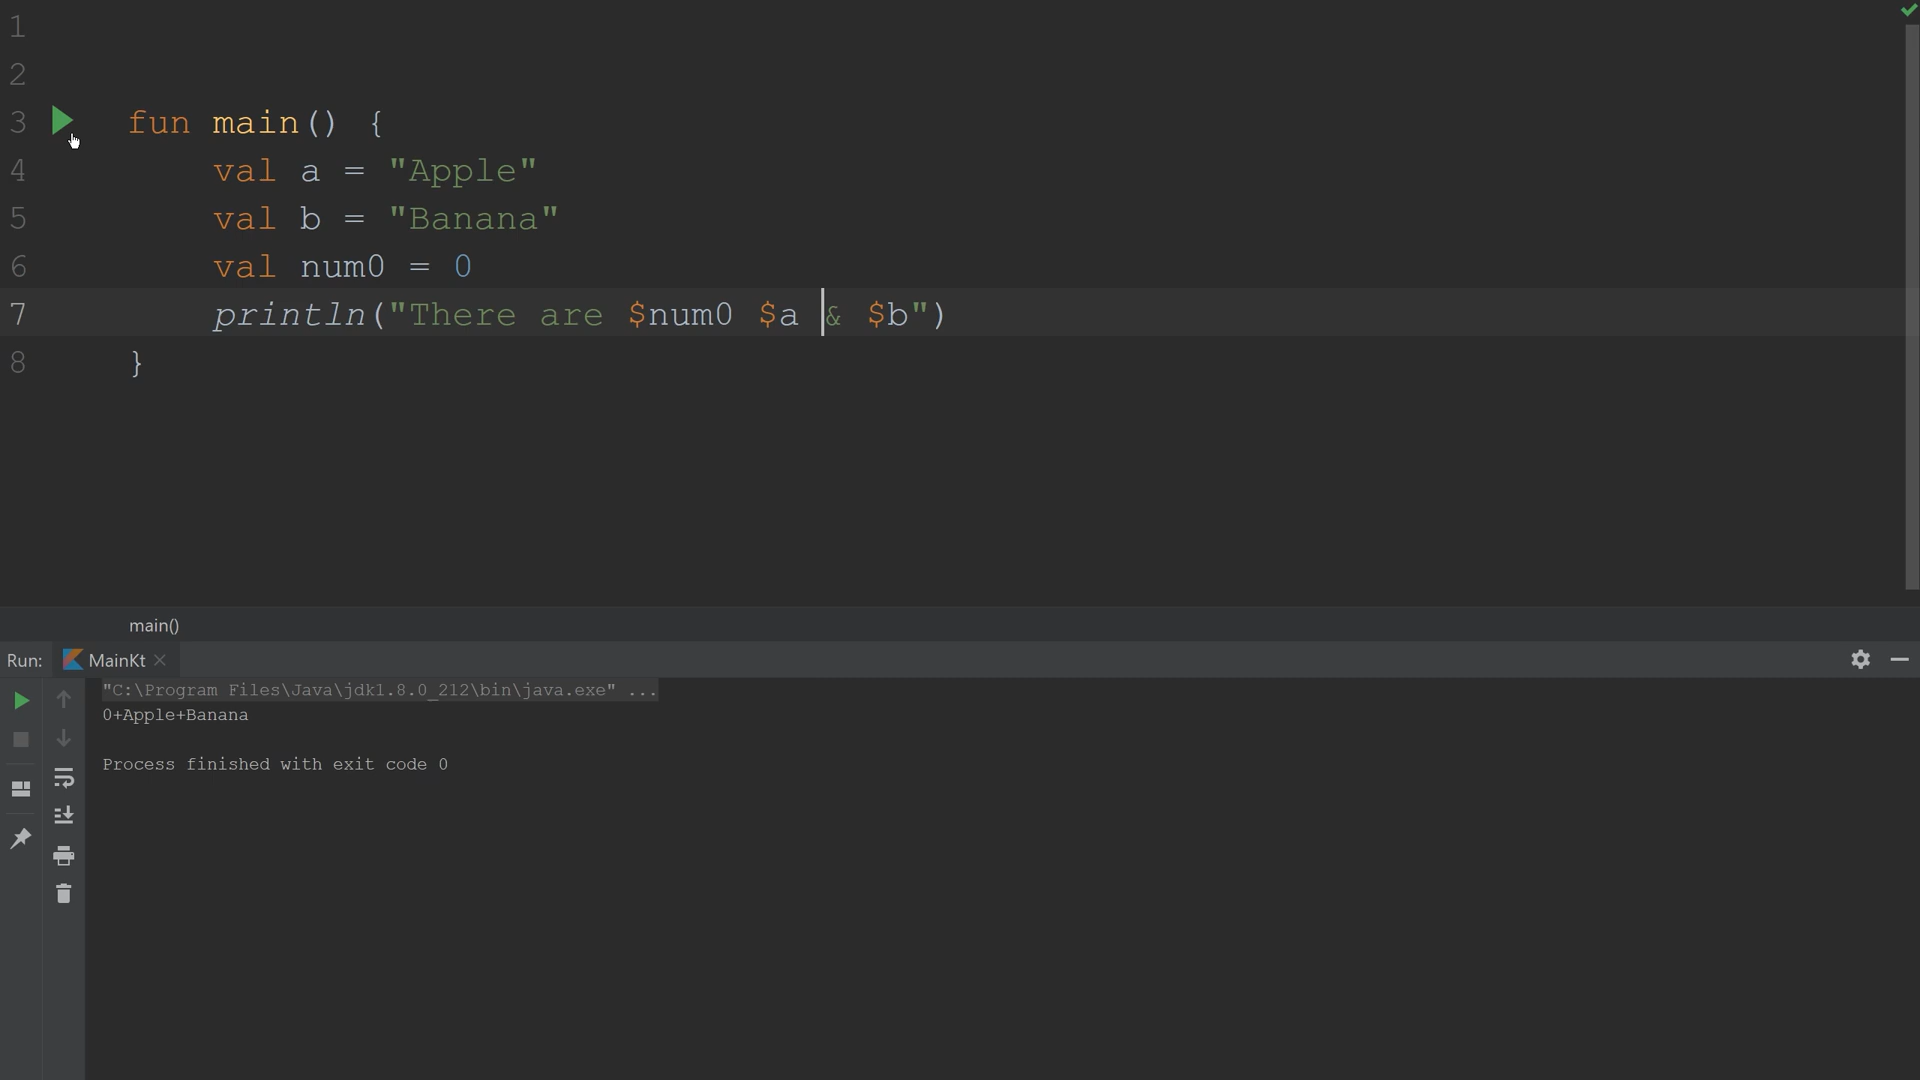 1
2
3 fun main() {
4 val a = "Apple"
5 val b = "Banana"
6 val num0 = 0
7 println("There are $num0 $a & $b")
8 }
main()
Run: MainKt
"C:\Program Files\Java\jdk1.8.0_212\bin\java.exe" ...
0+Apple+Banana
Process finished with exit code 0